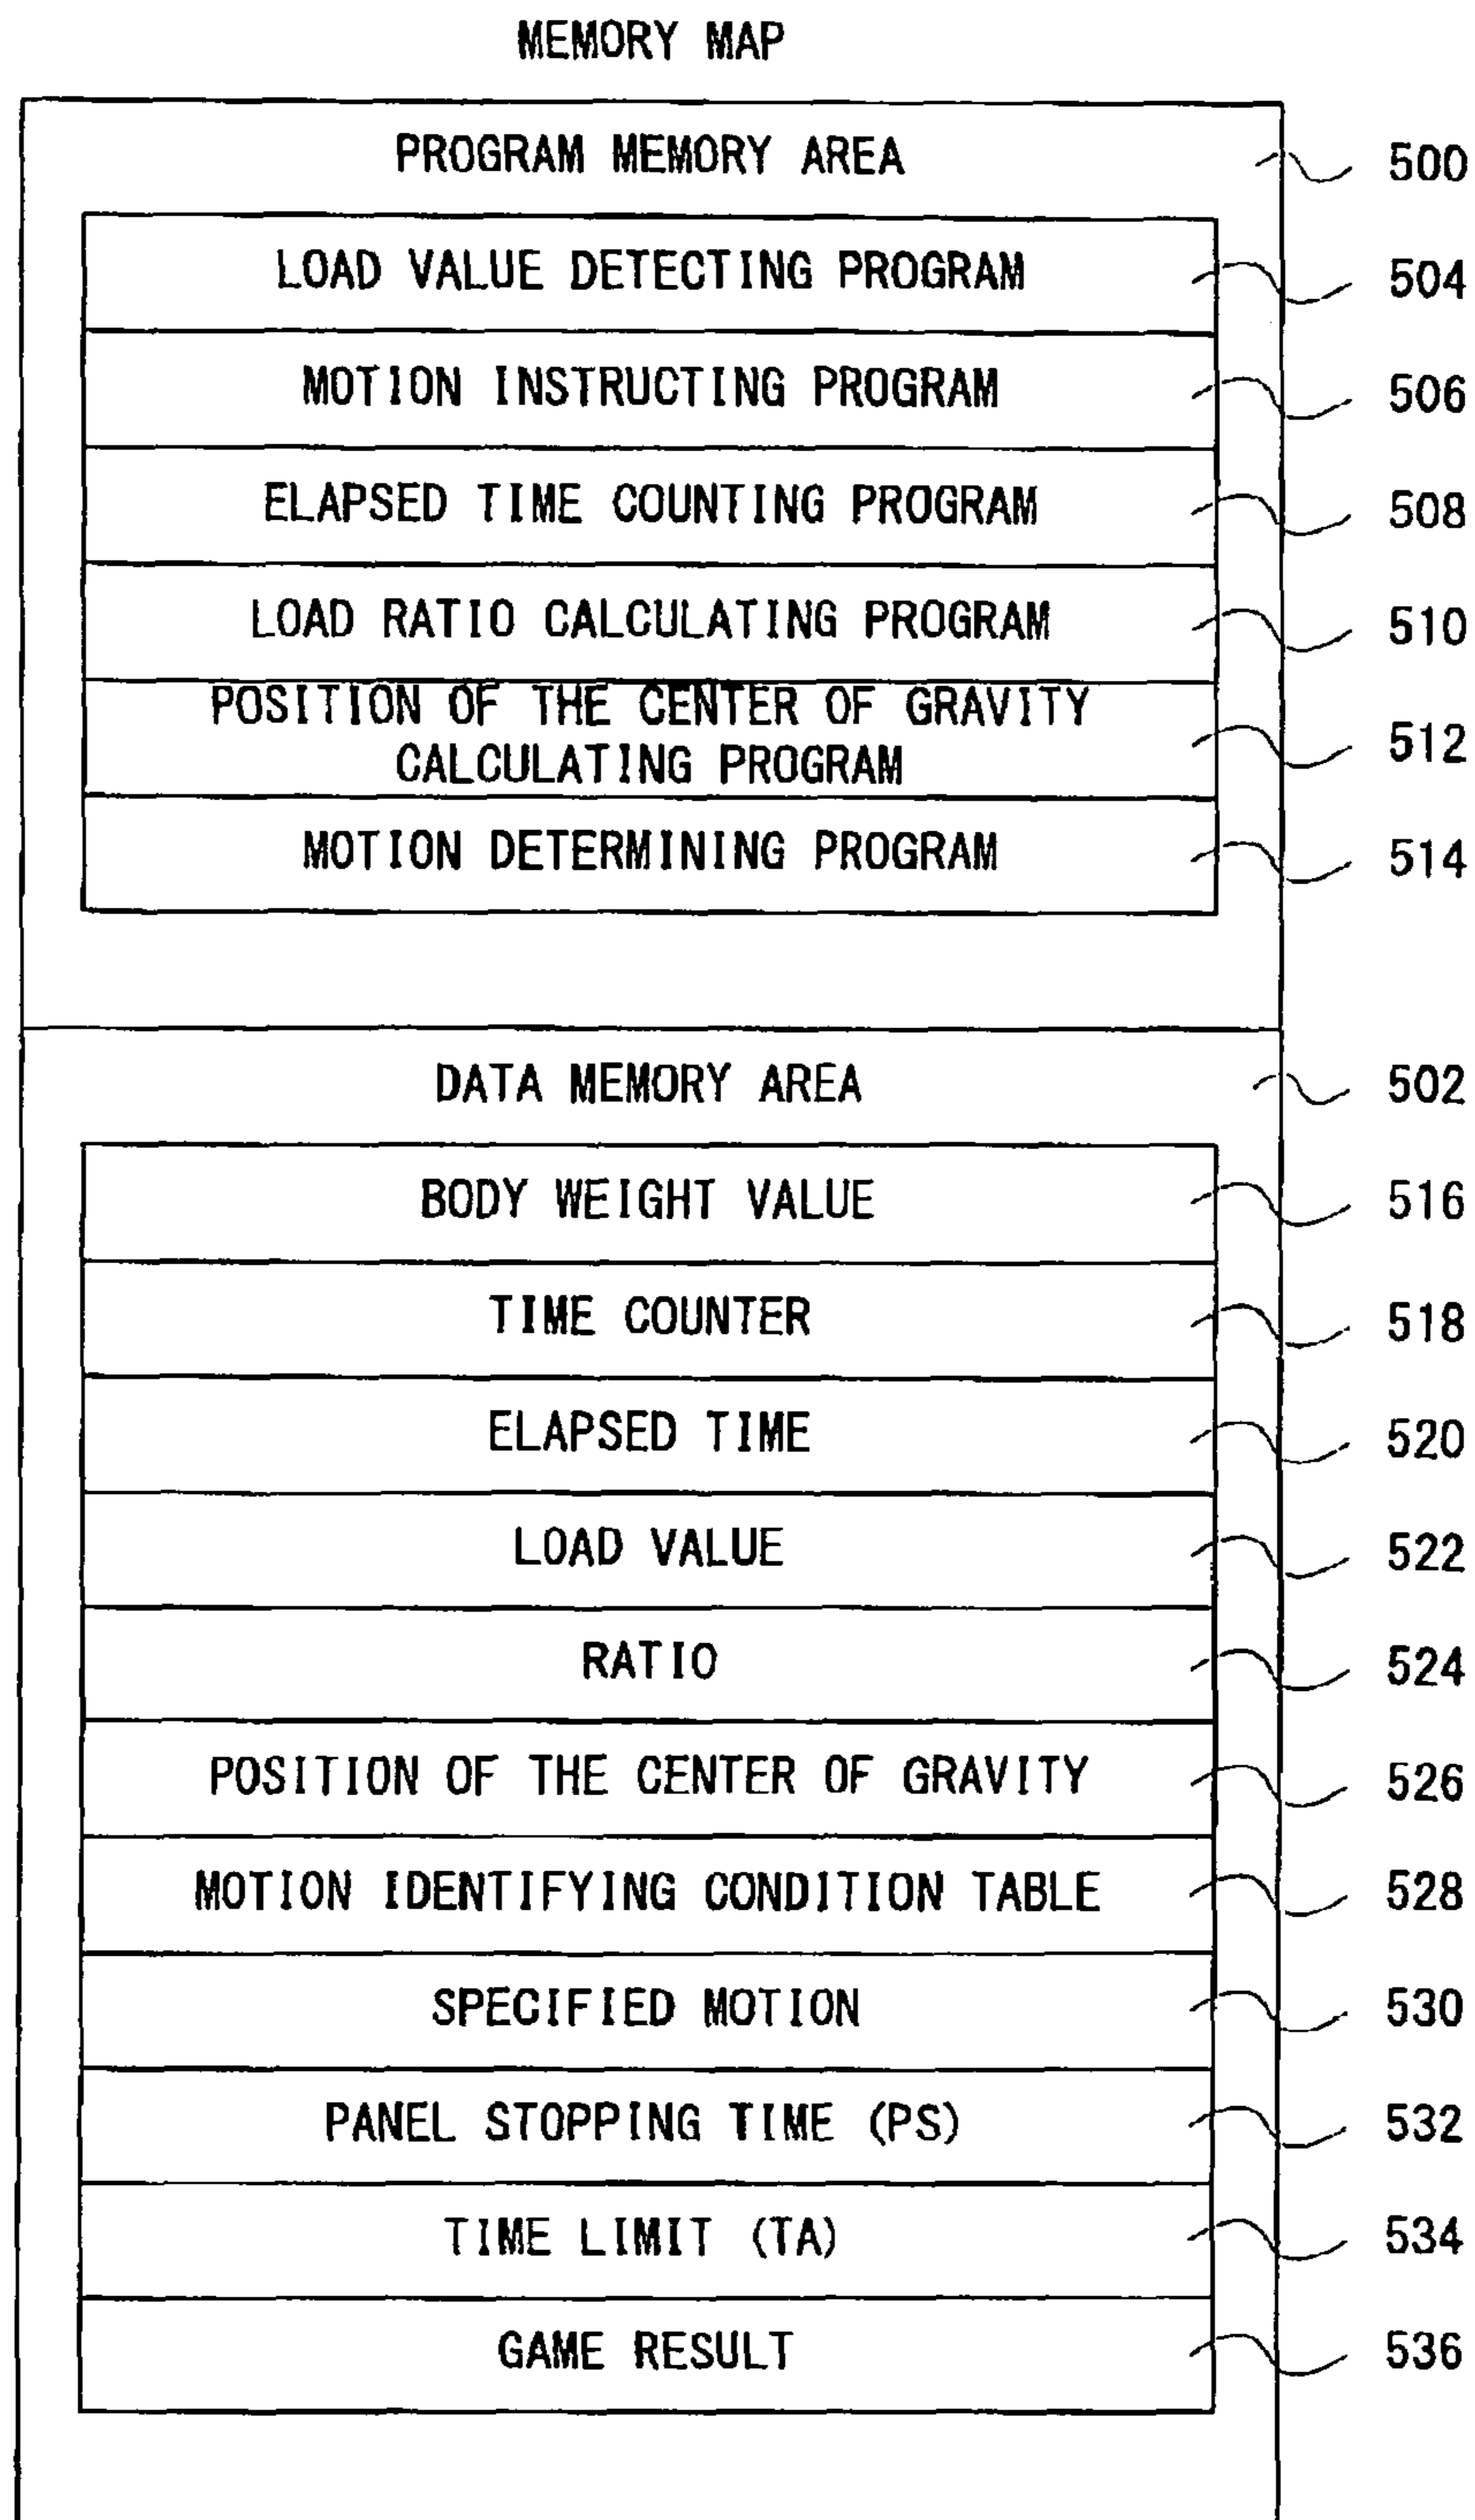 MEMORY MAP
PROGRAM MEMORY AREA 500
LOAD VALUE DETECTING PROGRAM 504
MOTION INSTRUCTING PROGRAM 506
ELAPSED TIME COUNTING PROGRAM 508
LOAD RATIO CALCULATING PROGRAM 510
POSITION OF THE CENTER OF GRAVITY
CALCULATING PROGRAM 512
MOTION DETERMINING PROGRAM 514
DATA MEMORY AREA 502
BODY WEIGHT VALUE 516
TIME COUNTER 518
ELAPSED TIME 520
LOAD VALUE 522
RATIO 524
POSITION OF THE CENTER OF GRAVITY 526
MOTION IDENTIFYING CONDITION TABLE 528
SPECIFIED MOTION 530
PANEL STOPPING TIME (PS) 532
TIME LIMIT (TA) 534
GAME RESULT 536